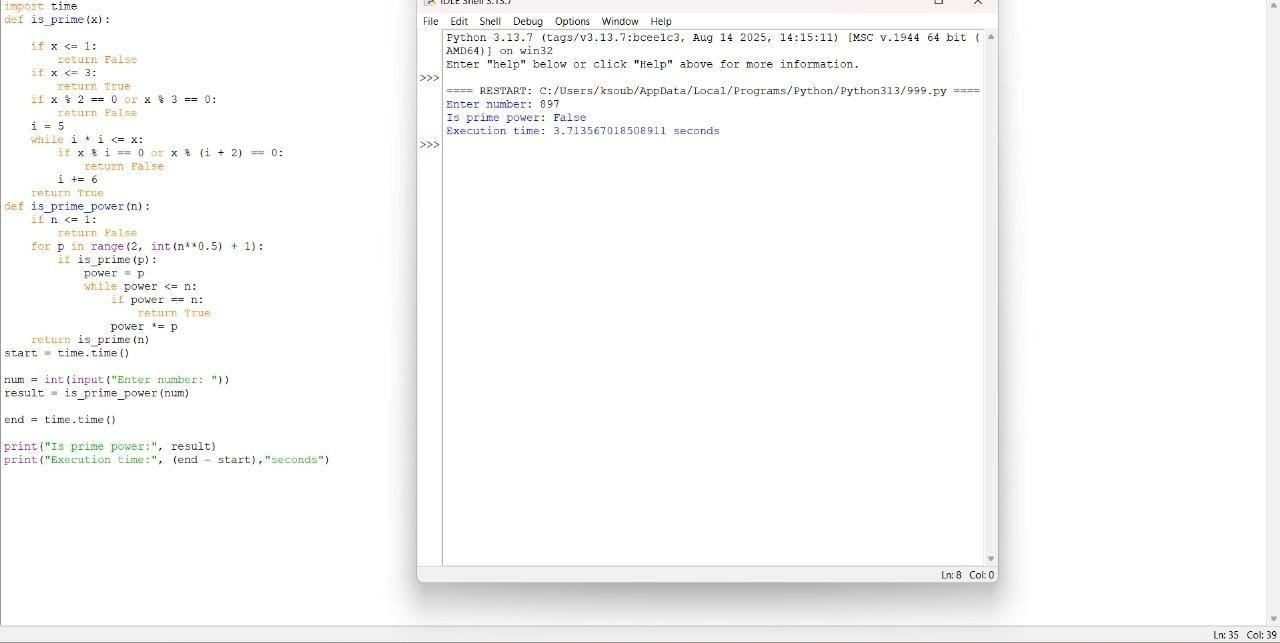 import time
def is_prime(x):
if x <= 1:
return False
if x <= 3:
return True
if x % 2 == 0 or x % 3 == 0:
return False
i = 5
while i * i <= x:
if x % i == 0 or x % (i + 2) == 0:
return False
i += 6
return True
def is_prime_power(n):
if n <= 1:
return False
for p in range(2, int(n**0.5) + 1):
if is_prime(p):
power = p
while power <= n:
if power == n:
return True
power *= p
return is_prime(n)
start = time.time()
num = int(input("Enter number: "))
result = is_prime_power(num)
end = time.time()
print("Is prime power:", result)
print("Execution time:", (end - start),"seconds")
IDLE Shell 3.13.7
File Edit Shell Debug Options Window Help
Python 3.13.7 (tags/v3.13.7:bcee1c3, Aug 14 2025, 14:15:11) [MSC v.1944 64 bit (
AMD64)] on win32
Enter "help" below or click "Help" above for more information.
>>>
==== RESTART: C:/Users/ksoub/AppData/Local/Programs/Python/Python313/999.py ====
Enter number: 897
Is prime power: False
Execution time: 3.713567018508911 seconds
>>>
Ln: 8 Col: 0
Ln: 35 Col: 39